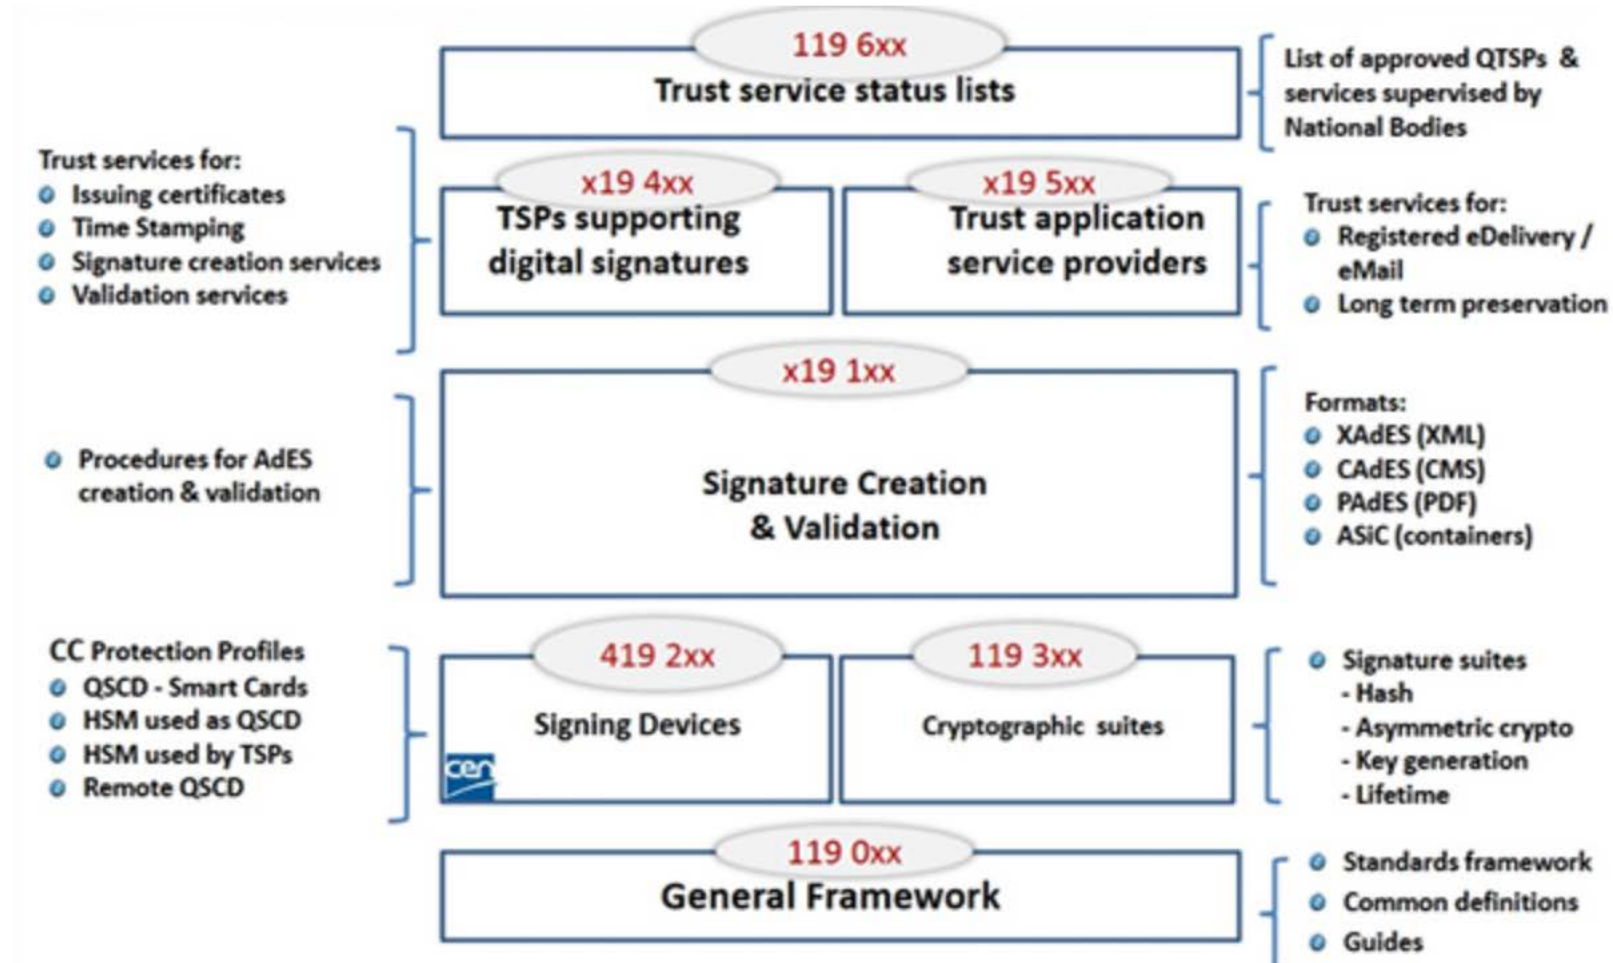 119 6xx
Trust service status lists
List of approved QTSPs &
services supervised by
National Bodies
Trust services for:
Issuing certificates
Time Stamping
Signature creation services
Validation services
x19 4xx
TSPs supporting
digital signatures
x19 5xx
Trust application
service providers
Trust services for:
Registered eDelivery /
eMail
Long term preservation
x19 1xx
Signature Creation
& Validation
Procedures for AdES
creation & validation
Formats:
XAdES (XML)
CAdES (CMS)
PAdES (PDF)
ASiC (containers)
CC Protection Profiles
QSCD - Smart Cards
HSM used as QSCD
HSM used by TSPs
Remote QSCD
419 2xx
Signing Devices
cen
119 3xx
Cryptographic suites
Signature suites
- Hash
- Asymmetric crypto
- Key generation
- Lifetime
119 0xx
General Framework
Standards framework
Common definitions
Guides